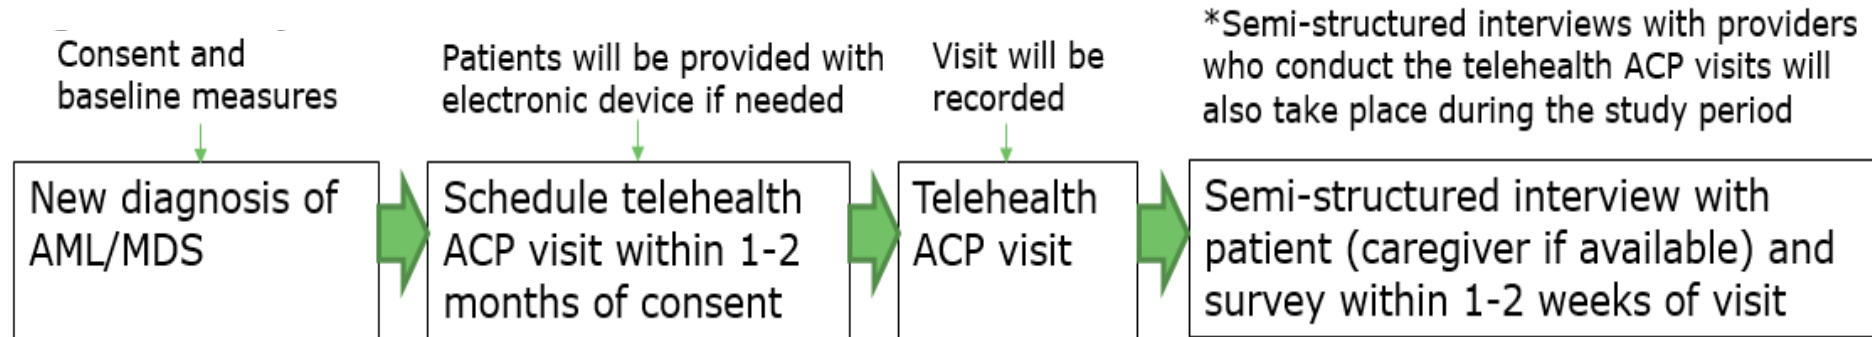 Consent and
baseline measures
Patients will be provided with
electronic device if needed
Visit will be
recorded
*Semi-structured interviews with providers
who conduct the telehealth ACP visits will
also take place during the study period
New diagnosis of
AML/MDS
Schedule telehealth
ACP visit within 1-2
months of consent
Telehealth
ACP visit
Semi-structured interview with
patient (caregiver if available) and
survey within 1-2 weeks of visit